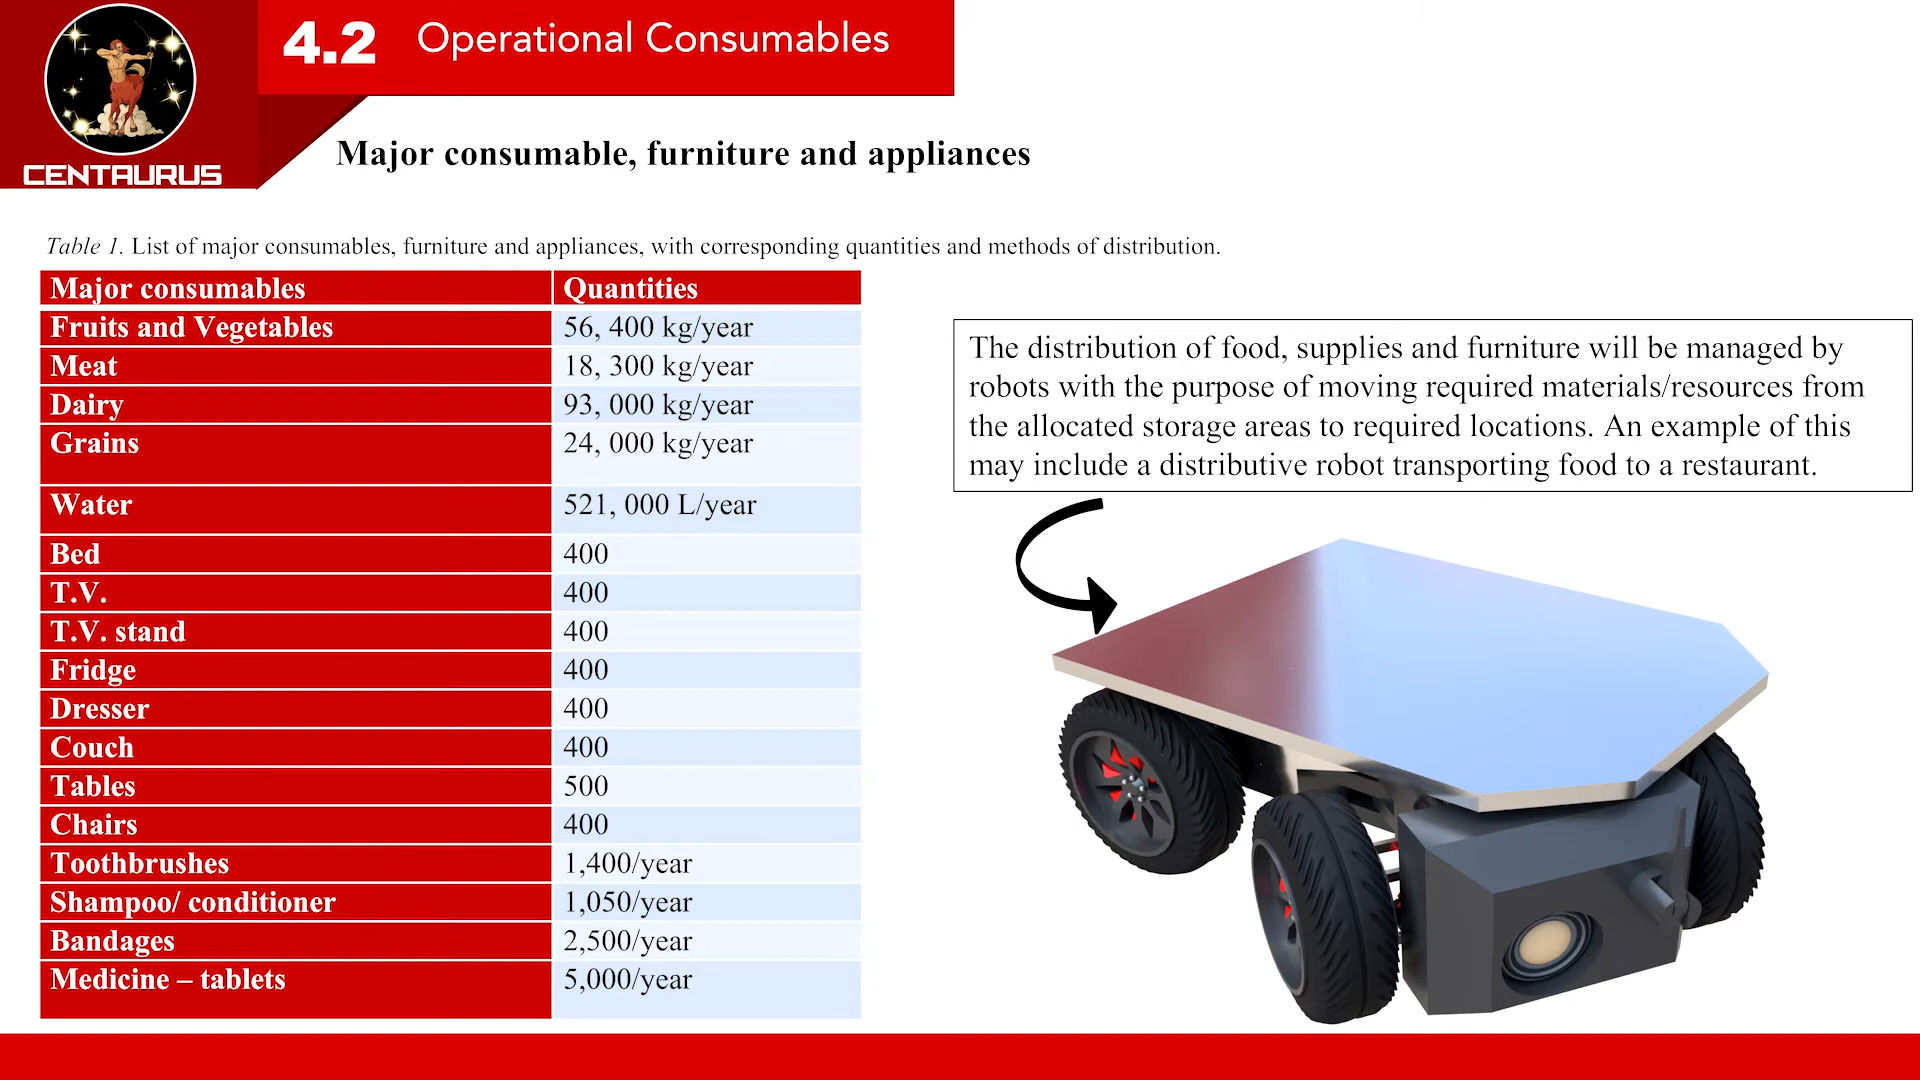 CENTAURUS
4.2 Operational Consumables
Major consumable, furniture and appliances
Table 1. List of major consumables, furniture and appliances, with corresponding quantities and methods of distribution.
Major consumables Quantities
Fruits and Vegetables 56, 400 kg/year
Meat 18, 300 kg/year
Dairy 93, 000 kg/year
Grains 24, 000 kg/year
Water 521, 000 L/year
Bed 400
T.V. 400
T.V. stand 400
Fridge 400
Dresser 400
Couch 400
Tables 500
Chairs 400
Toothbrushes 1,400/year
Shampoo/ conditioner 1,050/year
Bandages 2,500/year
Medicine – tablets 5,000/year
The distribution of food, supplies and furniture will be managed by
robots with the purpose of moving required materials/resources from
the allocated storage areas to required locations. An example of this
may include a distributive robot transporting food to a restaurant.